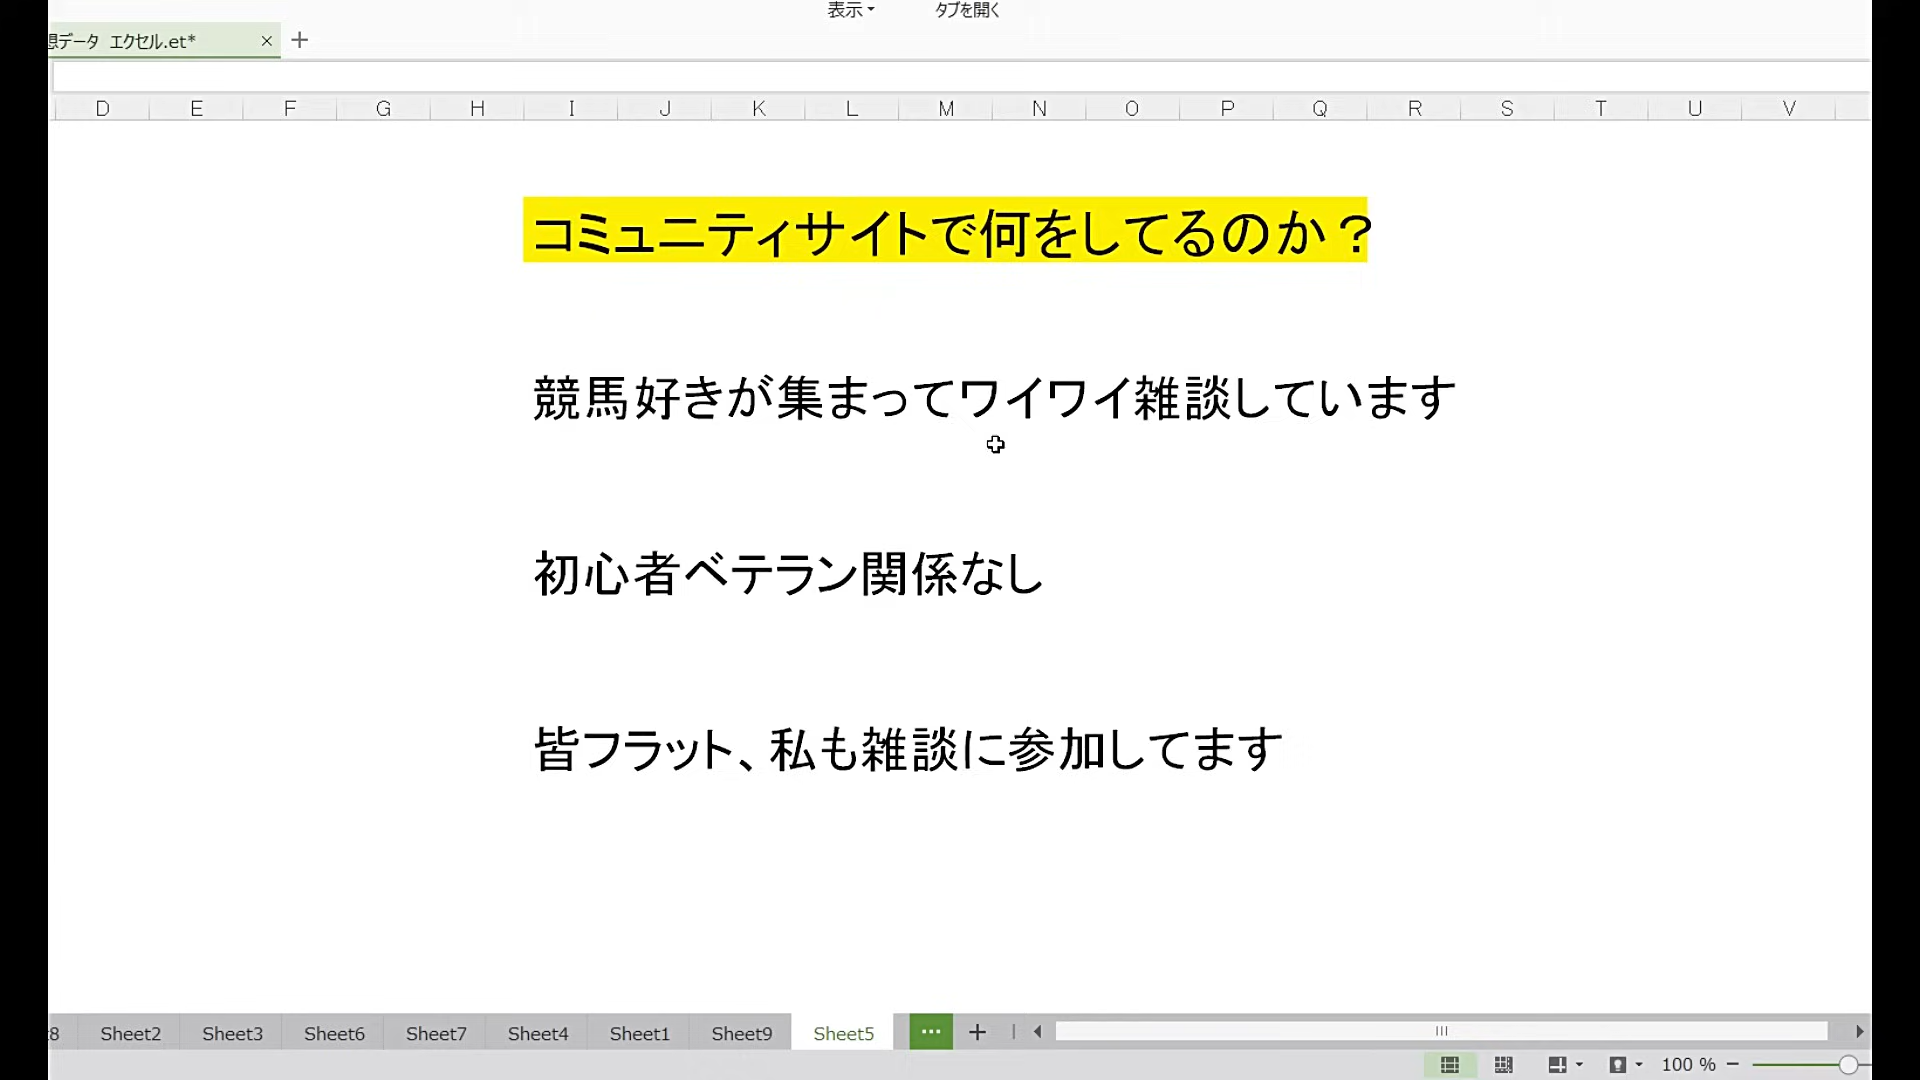 表示 タブを開く
想データ エクセル.et*
D E F G H I J K L M N O P Q R S T U V
コミュニティサイトで何をしてるのか？
競馬好きが集まってワイワイ雑談しています
初心者ベテラン関係なし
皆フラット、私も雑談に参加してます
Sheet2 Sheet3 Sheet6 Sheet7 Sheet4 Sheet1 Sheet9 Sheet5
100 %